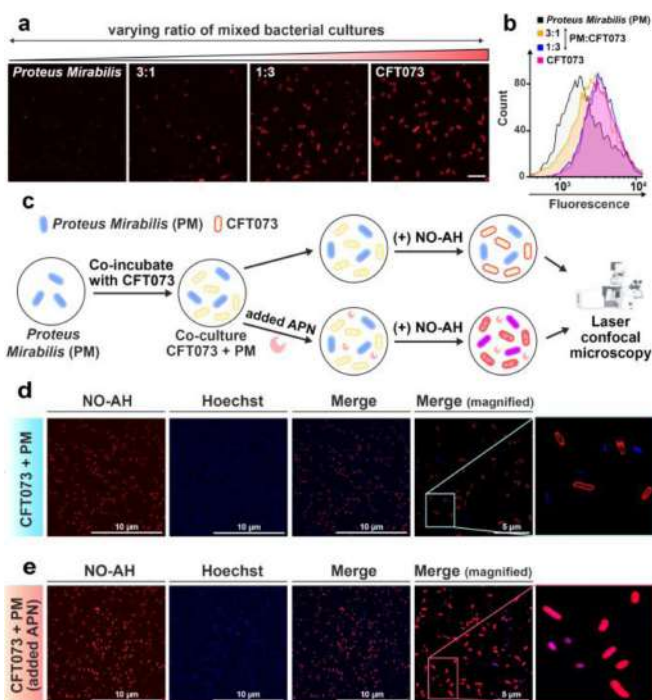 a
varying ratio of mixed bacterial cultures
Proteus Mirabilis
3:1
1:3
CFT073
b
Proteus Mirabilis (PM)
3:1
1:3
PM:CFT073
CFT073
Count
80
40
0
10³
10⁴
Fluorescence
c
Proteus Mirabilis (PM)
CFT073
Co-incubate
with CFT073
Proteus
Mirabilis (PM)
Co-culture
CFT073 + PM
added APN
(+) NO-AH
(+) NO-AH
Laser
confocal
microscopy
d
NO-AH
Hoechst
Merge
Merge (magnified)
CFT073 + PM
10 µm
10 µm
10 µm
5 µm
e
NO-AH
Hoechst
Merge
Merge (magnified)
CFT073 + PM
(added APN)
10 µm
10 µm
10 µm
5 µm